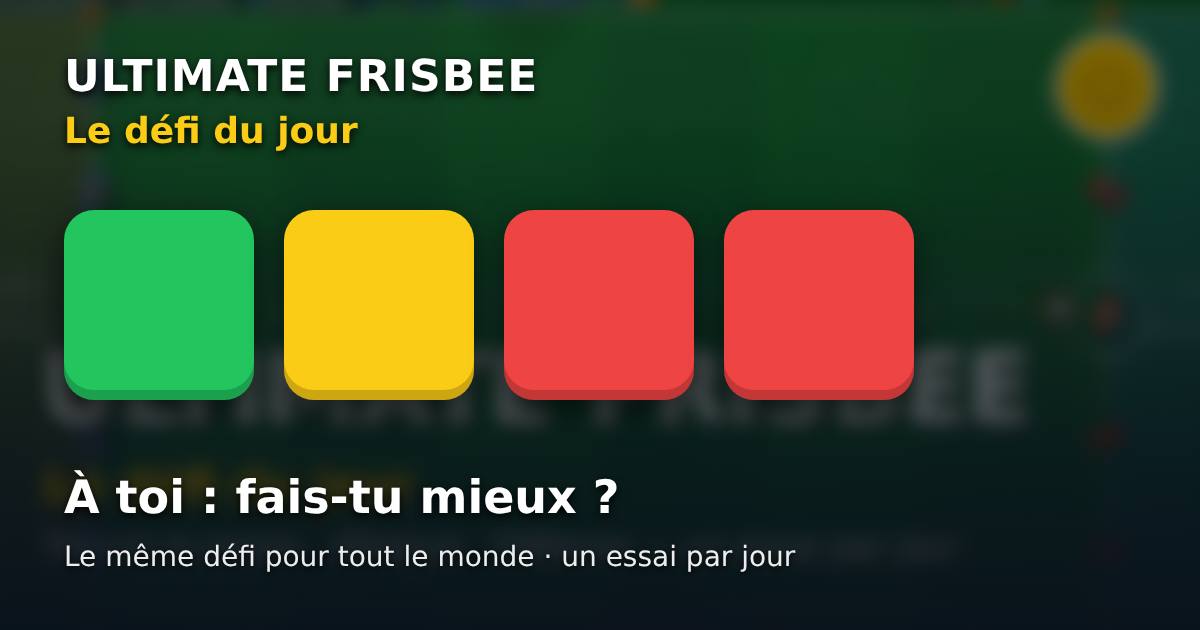 ULTIMATE FRISBEE
Le défi du jour
À toi : fais-tu mieux ?
Le même défi pour tout le monde · un essai par jour